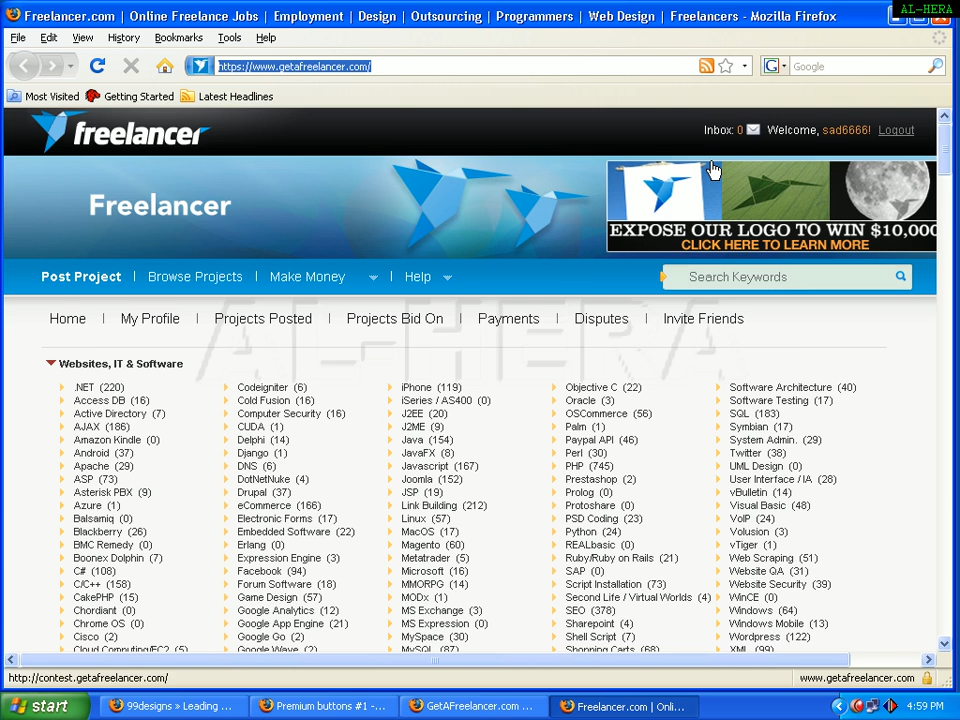 Freelancer.com | Online Freelance Jobs | Employment | Design | Outsourcing | Programmers | Web Design | Freelancers - Mozilla Firefox
AL-HERA
File Edit View History Bookmarks Tools Help
https://www.getafreelancer.com/
Google
Most Visited Getting Started Latest Headlines
freelancer
Inbox: 0 Welcome, sad6666! Logout
Freelancer
EXPOSE OUR LOGO TO WIN $10,000
CLICK HERE TO LEARN MORE
Post Project | Browse Projects | Make Money | Help
Search Keywords
AL-HERA
Home | My Profile | Projects Posted | Projects Bid On | Payments | Disputes | Invite Friends
Websites, IT & Software
.NET (220) Codeigniter (6) iPhone (119) Objective C (22) Software Architecture (40)
Access DB (16) Cold Fusion (16) iSeries / AS400 (0) Oracle (3) Software Testing (17)
Active Directory (7) Computer Security (16) J2EE (20) OSCommerce (56) SQL (183)
AJAX (186) CUDA (1) J2ME (9) Palm (1) Symbian (17)
Amazon Kindle (0) Delphi (14) Java (154) Paypal API (46) System Admin. (29)
Android (37) Django (1) JavaFX (8) Perl (30) Twitter (38)
Apache (29) DNS (6) Javascript (167) PHP (745) UML Design (0)
ASP (73) DotNetNuke (4) Joomla (152) Prestashop (2) User Interface / IA (28)
Asterisk PBX (9) Drupal (37) JSP (19) Prolog (0) vBulletin (14)
Azure (1) eCommerce (166) Link Building (212) Protoshare (0) Visual Basic (48)
Balsamiq (0) Electronic Forms (17) Linux (57) PSD Coding (23) VoIP (24)
Blackberry (26) Embedded Software (22) MacOS (17) Python (24) Volusion (3)
BMC Remedy (0) Erlang (0) Magento (60) REALbasic (0) vTiger (1)
Boonex Dolphin (7) Expression Engine (3) Metatrader (5) Ruby/Ruby on Rails (21) Web Scraping (51)
C# (108) Facebook (94) Microsoft (16) SAP (0) Website QA (31)
C/C++ (158) Forum Software (18) MMORPG (14) Script Installation (73) Website Security (39)
CakePHP (15) Game Design (57) MODx (1) Second Life / Virtual Worlds (4) WinCE (0)
Chordiant (0) Google Analytics (12) MS Exchange (3) SEO (378) Windows (64)
Chrome OS (0) Google App Engine (21) MS Expression (0) Sharepoint (4) Windows Mobile (13)
Cisco (2) Google Go (2) MySpace (30) Shell Script (7) Wordpress (122)
Cloud Computing/EC2 (5) Google Wave (2) MySQL (87) Shopping Carts (68) XML (99)
http://contest.getafreelancer.com/
www.getafreelancer.com
start 99designs » Leading ... Premium buttons #1 -... GetAFreelancer.com ... Freelancer.com | Onli... 4:59 PM